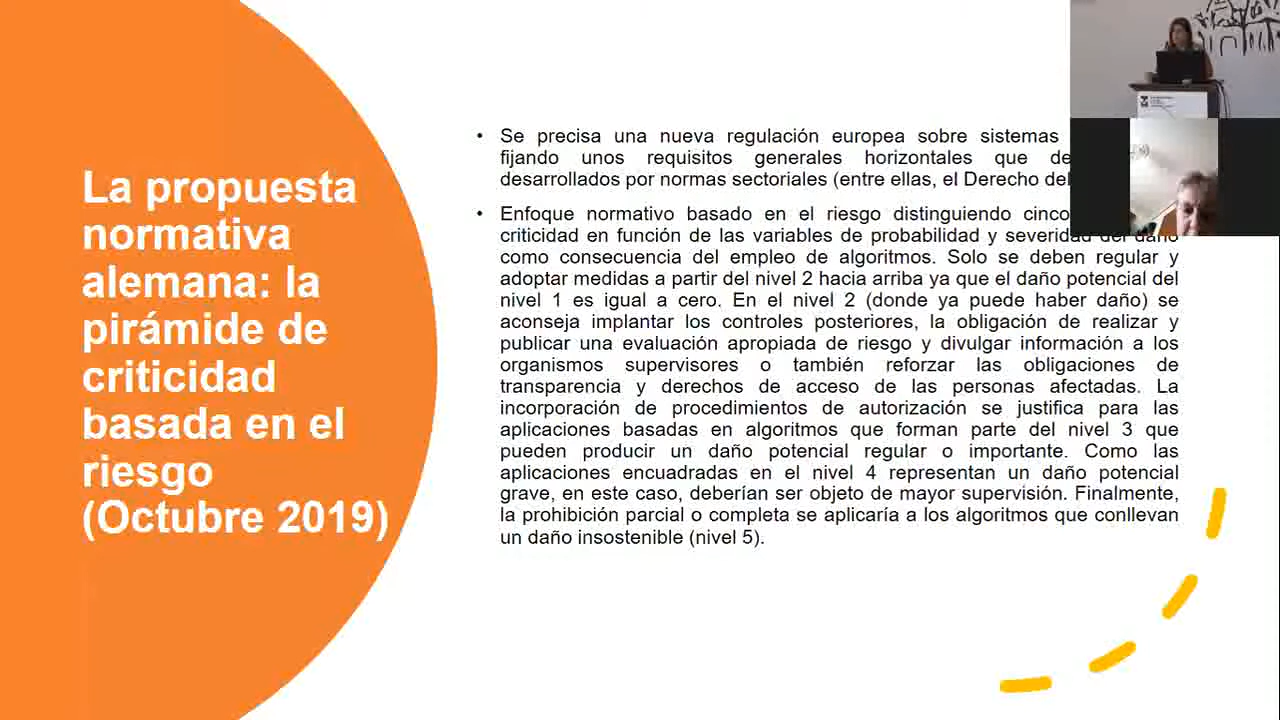 La propuesta
normativa
alemana: la
pirámide de
criticidad
basada en el
riesgo
(Octubre 2019)
• Se precisa una nueva regulación europea sobre sistemas
fijando unos requisitos generales horizontales que de
desarrollados por normas sectoriales (entre ellas, el Derecho del
• Enfoque normativo basado en el riesgo distinguiendo cinco
criticidad en función de las variables de probabilidad y severidad del daño
como consecuencia del empleo de algoritmos. Solo se deben regular y
adoptar medidas a partir del nivel 2 hacia arriba ya que el daño potencial del
nivel 1 es igual a cero. En el nivel 2 (donde ya puede haber daño) se
aconseja implantar los controles posteriores, la obligación de realizar y
publicar una evaluación apropiada de riesgo y divulgar información a los
organismos supervisores o también reforzar las obligaciones de
transparencia y derechos de acceso de las personas afectadas. La
incorporación de procedimientos de autorización se justifica para las
aplicaciones basadas en algoritmos que forman parte del nivel 3 que
pueden producir un daño potencial regular o importante. Como las
aplicaciones encuadradas en el nivel 4 representan un daño potencial
grave, en este caso, deberían ser objeto de mayor supervisión. Finalmente,
la prohibición parcial o completa se aplicaría a los algoritmos que conllevan
un daño insostenible (nivel 5).